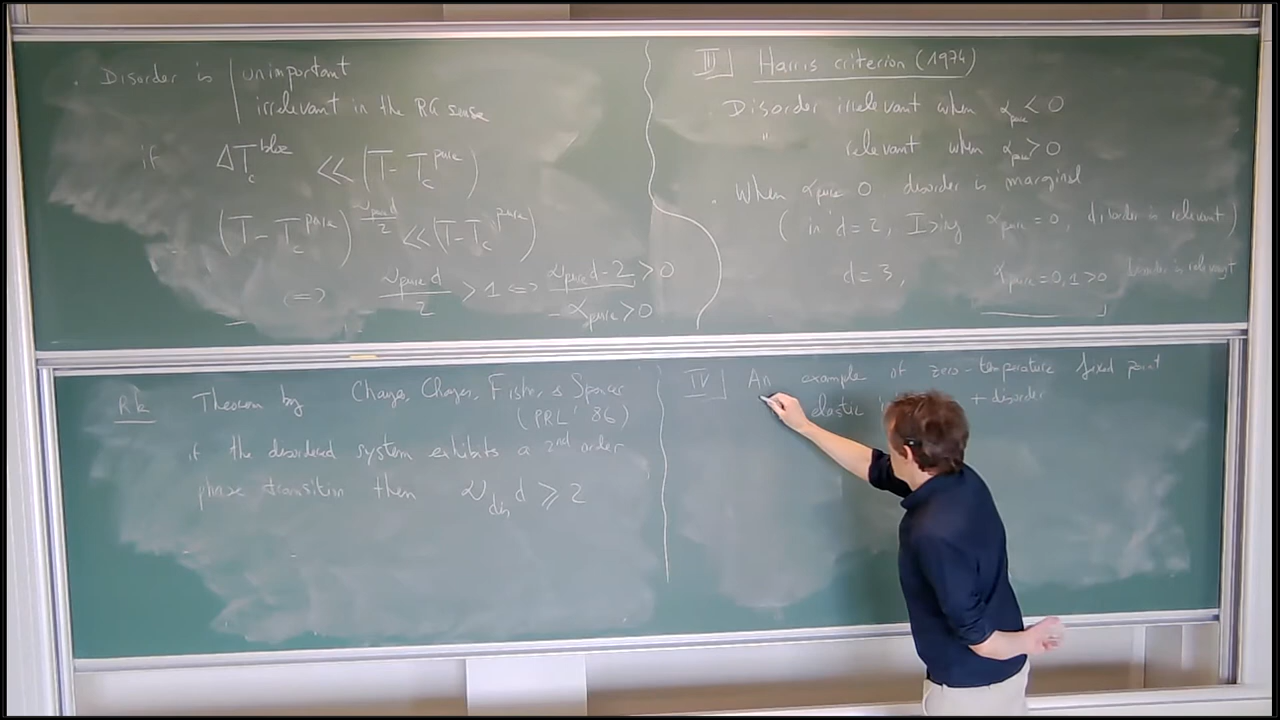 . Disorder is | unimportant
irrelevant in the RG sense
if ΔT_c^bloc << (T - T_c^pure)
(T - T_c^pure)^(ν_pure d / 2) << (T - T_c^pure)
<=> ν_pure d / 2 > 1 <=> ν_pure d - 2 > 0
- α_pure > 0
III] Harris criterion (1974)
Disorder irrelevant when α_pure < 0
" relevant when α_pure > 0
. When α_pure 0, disorder is marginal
( in d = 2, Ising α_pure = 0, disorder is relevant)
d = 3, α_pure = 0,1 > 0 disorder is relevant
Rk Theorem by Chayes, Chayes, Fisher, & Spencer
(PRL' 86)
if the disordered system exhibits a 2nd order
phase transition then ν_dis d ⩾ 2
IV] An example of zero-temperature fixed point
elastic + disorder